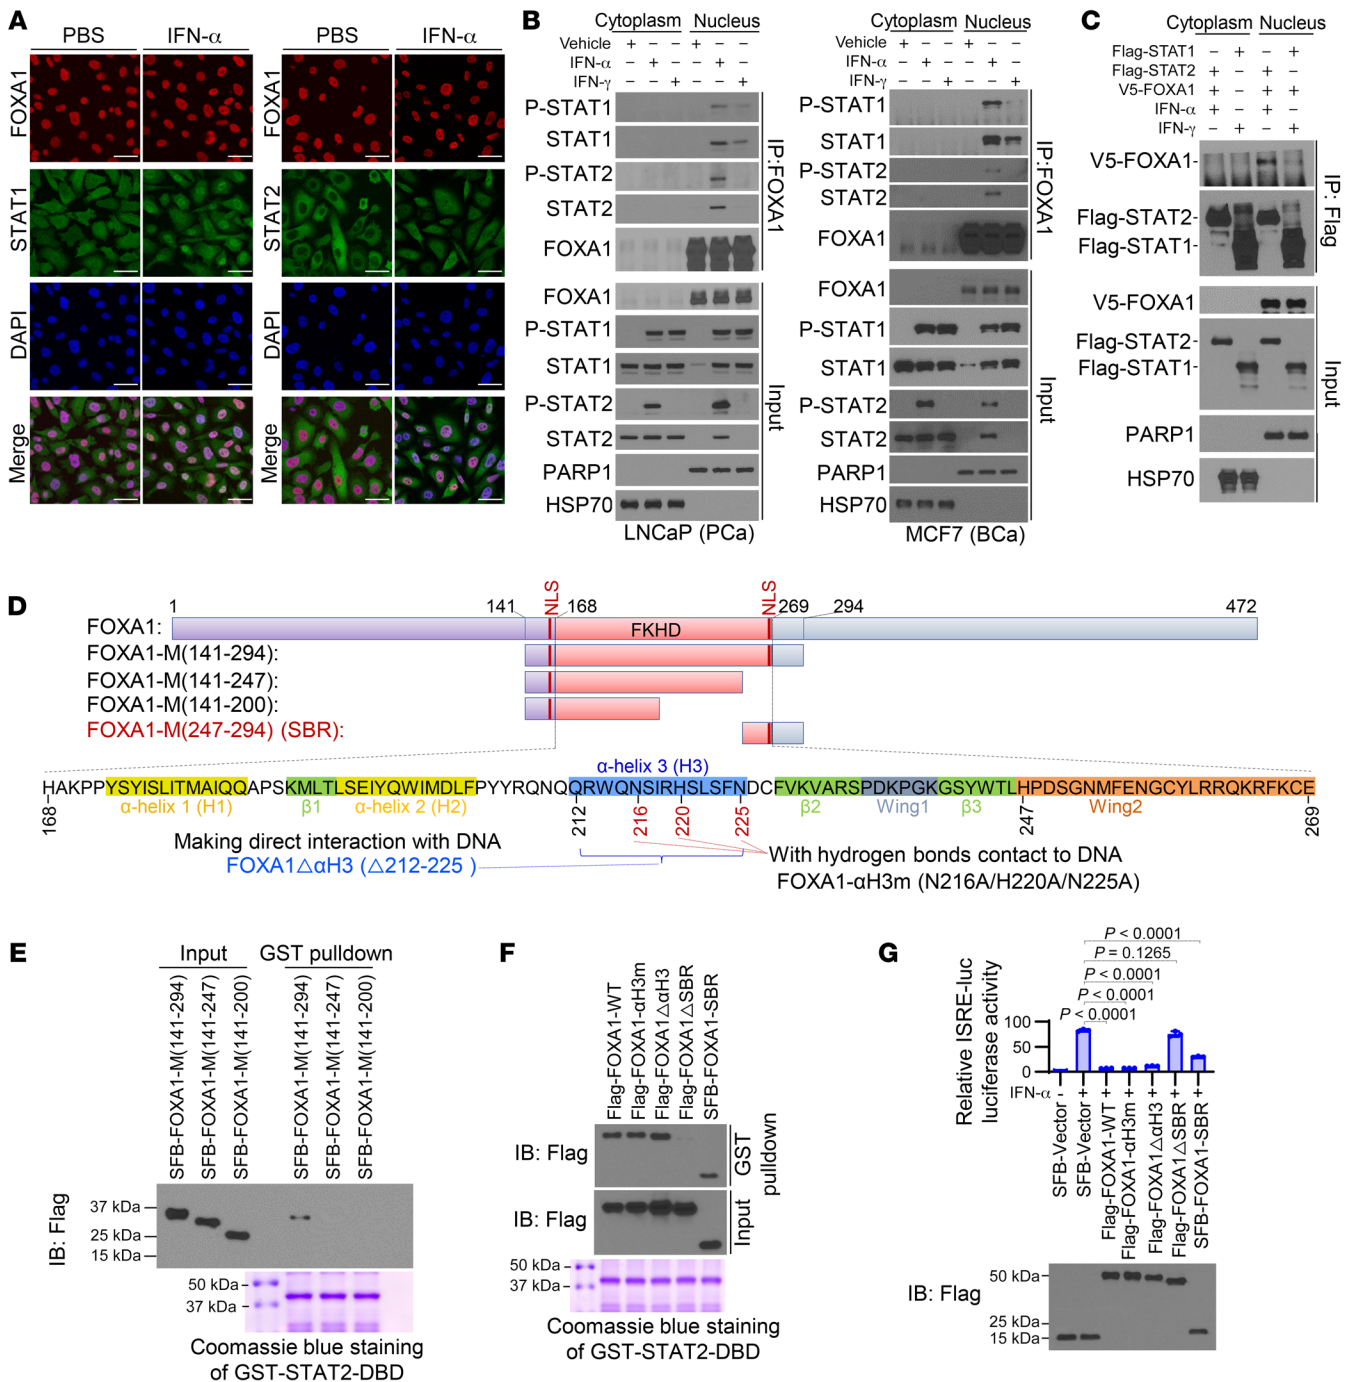 A
PBS
IFN-α
PBS
IFN-α
FOXA1
STAT1
DAPI
Merge
FOXA1
STAT2
DAPI
Merge
B
Cytoplasm Nucleus
Vehicle + − − + − −
IFN-α − + − − + −
IFN-γ − − + − − +
P-STAT1
STAT1
P-STAT2
STAT2
FOXA1
IP:FOXA1
FOXA1
P-STAT1
STAT1
P-STAT2
STAT2
PARP1
HSP70
Input
LNCaP (PCa)
Cytoplasm Nucleus
Vehicle + − − + − −
IFN-α − + − − + −
IFN-γ − − + − − +
P-STAT1
STAT1
P-STAT2
STAT2
FOXA1
IP:FOXA1
FOXA1
P-STAT1
STAT1
P-STAT2
STAT2
PARP1
HSP70
Input
MCF7 (BCa)
C
Cytoplasm Nucleus
Flag-STAT1 − + − +
Flag-STAT2 + − + −
V5-FOXA1 + + + +
IFN-α + − + −
IFN-γ − + − +
V5-FOXA1-
Flag-STAT2-
Flag-STAT1-
IP: Flag
V5-FOXA1
Flag-STAT2-
Flag-STAT1-
PARP1
HSP70
Input
D
1 141 NLS 168 NLS 269 294 472
FOXA1: FKHD
FOXA1-M(141-294):
FOXA1-M(141-247):
FOXA1-M(141-200):
FOXA1-M(247-294) (SBR):
α-helix 3 (H3)
HAKPPYSYISLITMAIQQAPSKMLTLSEIYQWIMDLFPYYRQNQQRWQNSIRHSLSFNDCFVKVARSPDKPGKGSYWTLHPDSGNMFENGCYLRRQKRFKCE
α-helix 1 (H1) β1 α-helix 2 (H2) β2 Wing1 β3 Wing2
168 212 216 220 225 247 269
Making direct interaction with DNA
FOXA1△αH3 (△212-225 )
With hydrogen bonds contact to DNA
FOXA1-αH3m (N216A/H220A/N225A)
E
Input GST pulldown
SFB-FOXA1-M(141-294)
SFB-FOXA1-M(141-247)
SFB-FOXA1-M(141-200)
SFB-FOXA1-M(141-294)
SFB-FOXA1-M(141-247)
SFB-FOXA1-M(141-200)
IB: Flag
37 kDa
25 kDa
15 kDa
50 kDa
37 kDa
Coomassie blue staining
of GST-STAT2-DBD
F
Flag-FOXA1-WT
Flag-FOXA1-αH3m
Flag-FOXA1△αH3
Flag-FOXA1△SBR
SFB-FOXA1-SBR
IB: Flag
GST
pulldown
IB: Flag
Input
50 kDa
37 kDa
Coomassie blue staining
of GST-STAT2-DBD
G
P < 0.0001
P = 0.1265
P < 0.0001
P < 0.0001
P < 0.0001
Relative ISRE-luc
luciferase activity
100
50
0
IFN-α - + + + + + +
SFB-Vector
SFB-Vector
Flag-FOXA1-WT
Flag-FOXA1-αH3m
Flag-FOXA1△αH3
Flag-FOXA1△SBR
SFB-FOXA1-SBR
IB: Flag
50 kDa
25 kDa
15 kDa